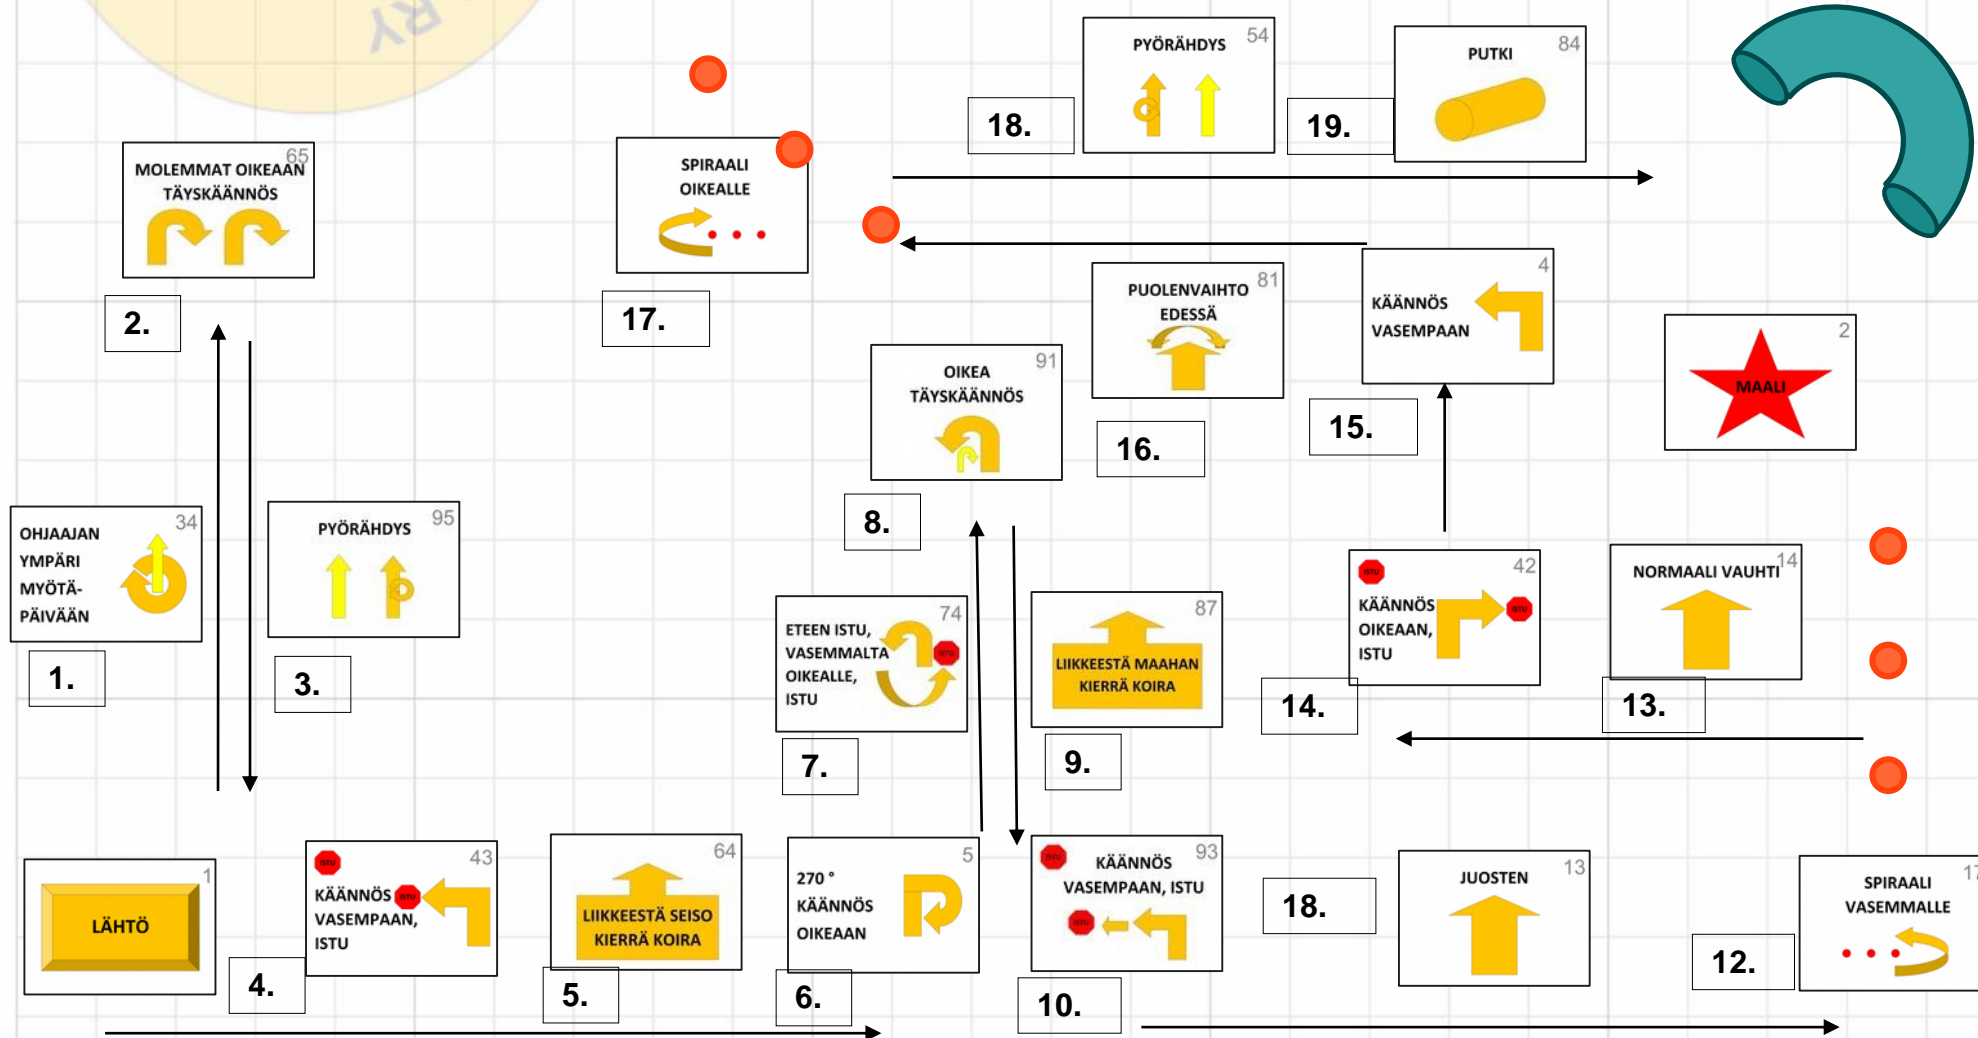 RY
PYÖRÄHDYS
54
18.
PUTKI
84
19.
MOLEMMAT OIKEAAN
TÄYSKÄÄNNÖS
65
2.
SPIRAALI
OIKEALLE
17.
PUOLENVAIHTO
EDESSÄ
81
16.
KÄÄNNÖS
VASEMPAAN
4
15.
MAALI
2
OIKEA
TÄYSKÄÄNNÖS
91
8.
OHJAAJAN
YMPÄRI
MYÖTÄ-
PÄIVÄÄN
34
1.
PYÖRÄHDYS
95
3.
ETEEN ISTU,
VASEMMALTA
OIKEALLE,
ISTU
74
ISTU
7.
LIIKKEESTÄ MAAHAN
KIERRÄ KOIRA
87
9.
ISTU
KÄÄNNÖS
OIKEAAN,
ISTU
42
ISTU
14.
NORMAALI VAUHTI
14
13.
LÄHTÖ
1
ISTU
KÄÄNNÖS
VASEMPAAN,
ISTU
43
ISTU
4.
LIIKKEESTÄ SEISO
KIERRÄ KOIRA
64
5.
270 °
KÄÄNNÖS
OIKEAAN
5
6.
ISTU
KÄÄNNÖS
VASEMPAAN, ISTU
93
ISTU
10.
JUOSTEN
13
18.
SPIRAALI
VASEMMALLE
17
12.